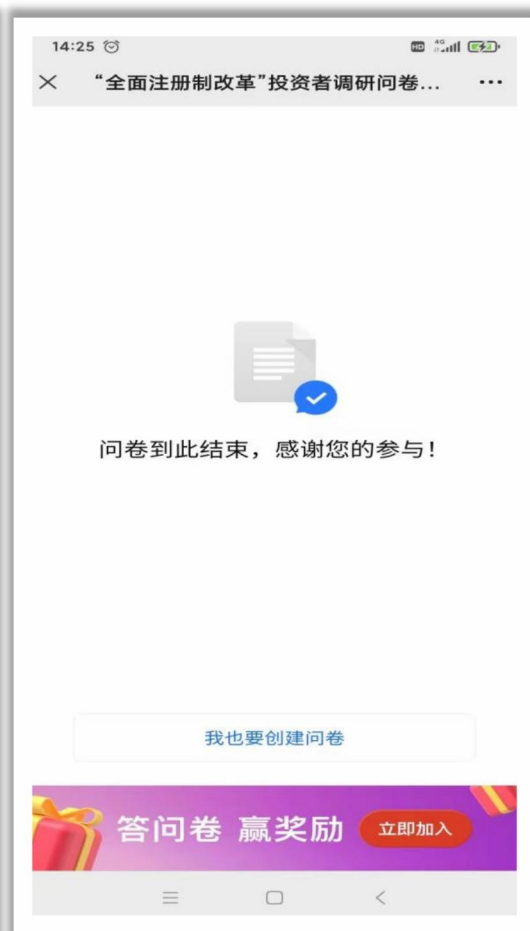 14:25
HD 4G
“全面注册制改革”投资者调研问卷...
问卷到此结束，感谢您的参与！
我也要创建问卷
答问卷 赢奖励 立即加入